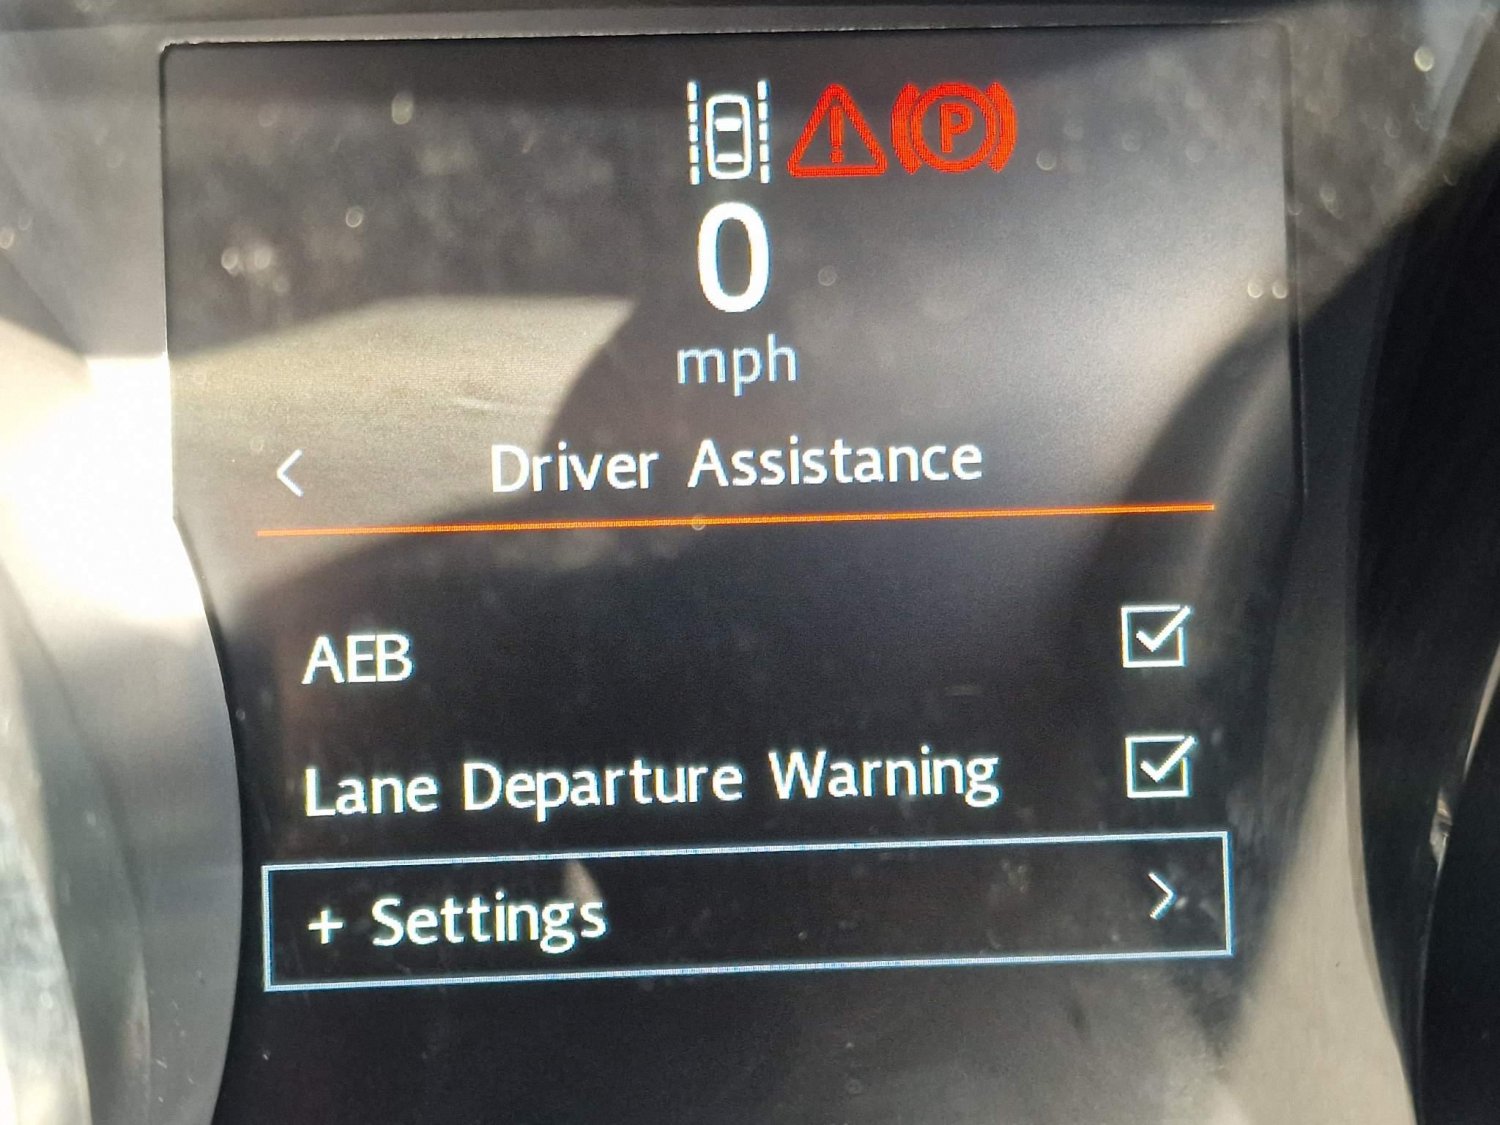 P
0
mph
Driver Assistance
AEB
Lane Departure Warning
+ Settings